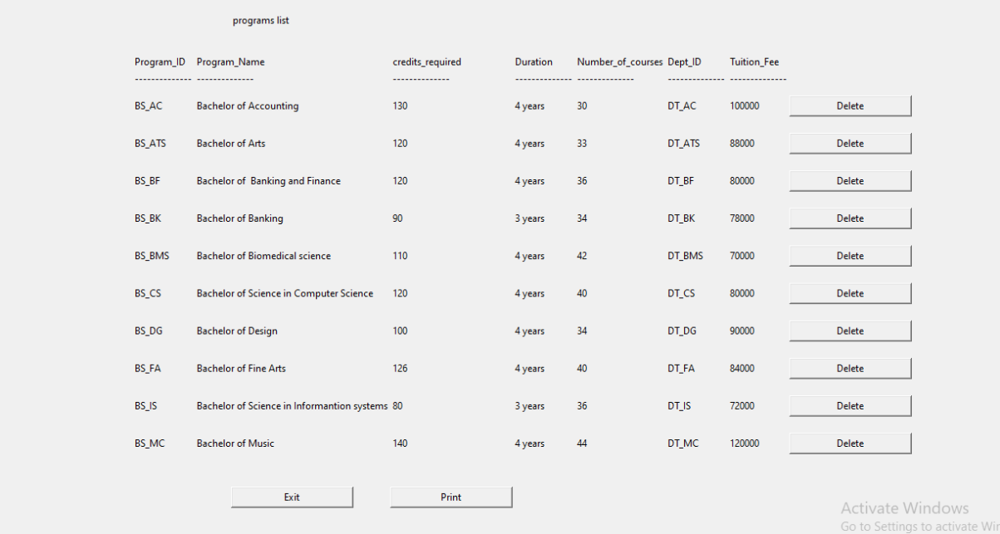 programs list
Program_ID Program_Name credits_required Duration Number_of_courses Dept_ID Tuition_Fee
-------------- -------------- -------------- -------------- -------------- -------------- --------------
BS_AC Bachelor of Accounting 130 4 years 30 DT_AC 100000 Delete
BS_ATS Bachelor of Arts 120 4 years 33 DT_ATS 88000 Delete
BS_BF Bachelor of  Banking and Finance 120 4 years 36 DT_BF 80000 Delete
BS_BK Bachelor of Banking 90 3 years 34 DT_BK 78000 Delete
BS_BMS Bachelor of Biomedical science 110 4 years 42 DT_BMS 70000 Delete
BS_CS Bachelor of Science in Computer Science 120 4 years 40 DT_CS 80000 Delete
BS_DG Bachelor of Design 100 4 years 34 DT_DG 90000 Delete
BS_FA Bachelor of Fine Arts 126 4 years 40 DT_FA 84000 Delete
BS_IS Bachelor of Science in Informantion systems 80 3 years 36 DT_IS 72000 Delete
BS_MC Bachelor of Music 140 4 years 44 DT_MC 120000 Delete
Exit Print
Activate Windows
Go to Settings to activate Win